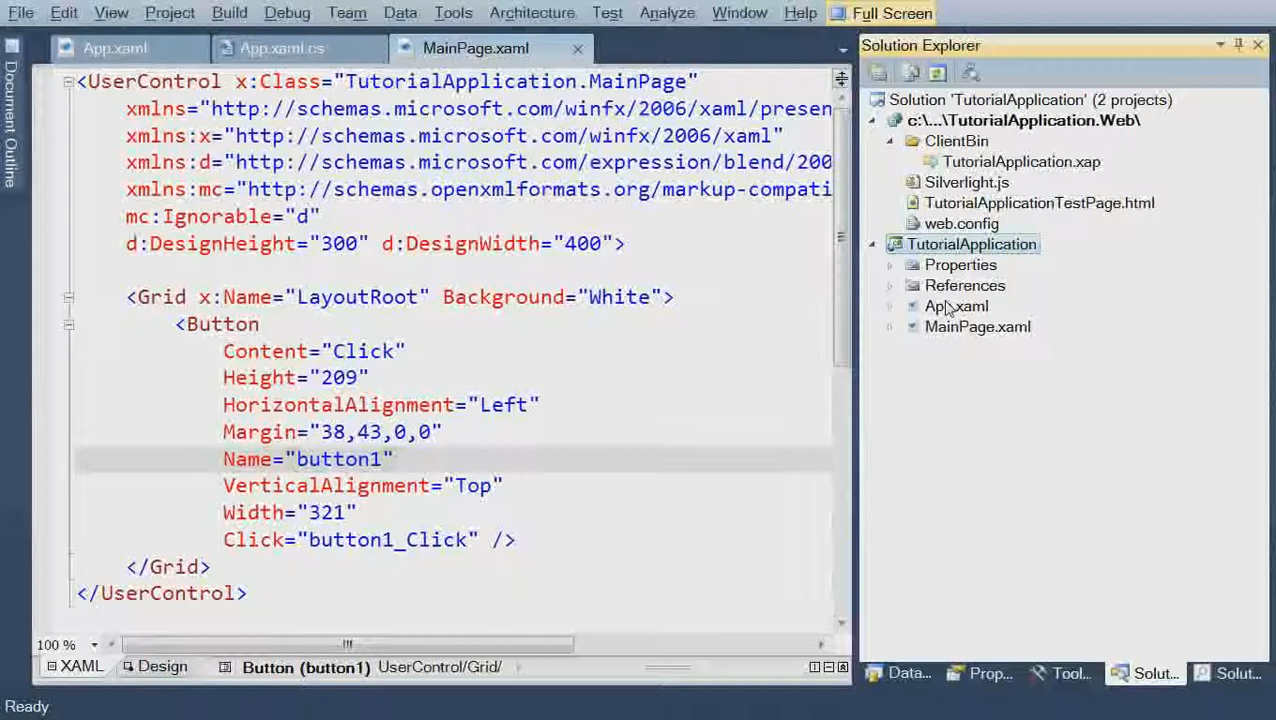 File Edit View Project Build Debug Team Data Tools Architecture Test Analyze Window Help Full Screen
Document Outline
App.xaml App.xaml.cs MainPage.xaml
<UserControl x:Class="TutorialApplication.MainPage"
xmlns="http://schemas.microsoft.com/winfx/2006/xaml/presen
xmlns:x="http://schemas.microsoft.com/winfx/2006/xaml"
xmlns:d="http://schemas.microsoft.com/expression/blend/200
xmlns:mc="http://schemas.openxmlformats.org/markup-compati
mc:Ignorable="d"
d:DesignHeight="300" d:DesignWidth="400">
<Grid x:Name="LayoutRoot" Background="White">
<Button
Content="Click"
Height="209"
HorizontalAlignment="Left"
Margin="38,43,0,0"
Name="button1"
VerticalAlignment="Top"
Width="321"
Click="button1_Click" />
</Grid>
</UserControl>
100 %
XAML Design Button (button1) UserControl/Grid/
Solution Explorer
Solution 'TutorialApplication' (2 projects)
c:\...\TutorialApplication.Web\
ClientBin
TutorialApplication.xap
Silverlight.js
TutorialApplicationTestPage.html
web.config
TutorialApplication
Properties
References
App.xaml
MainPage.xaml
Data... Prop... Tool... Solut... Solut...
Ready